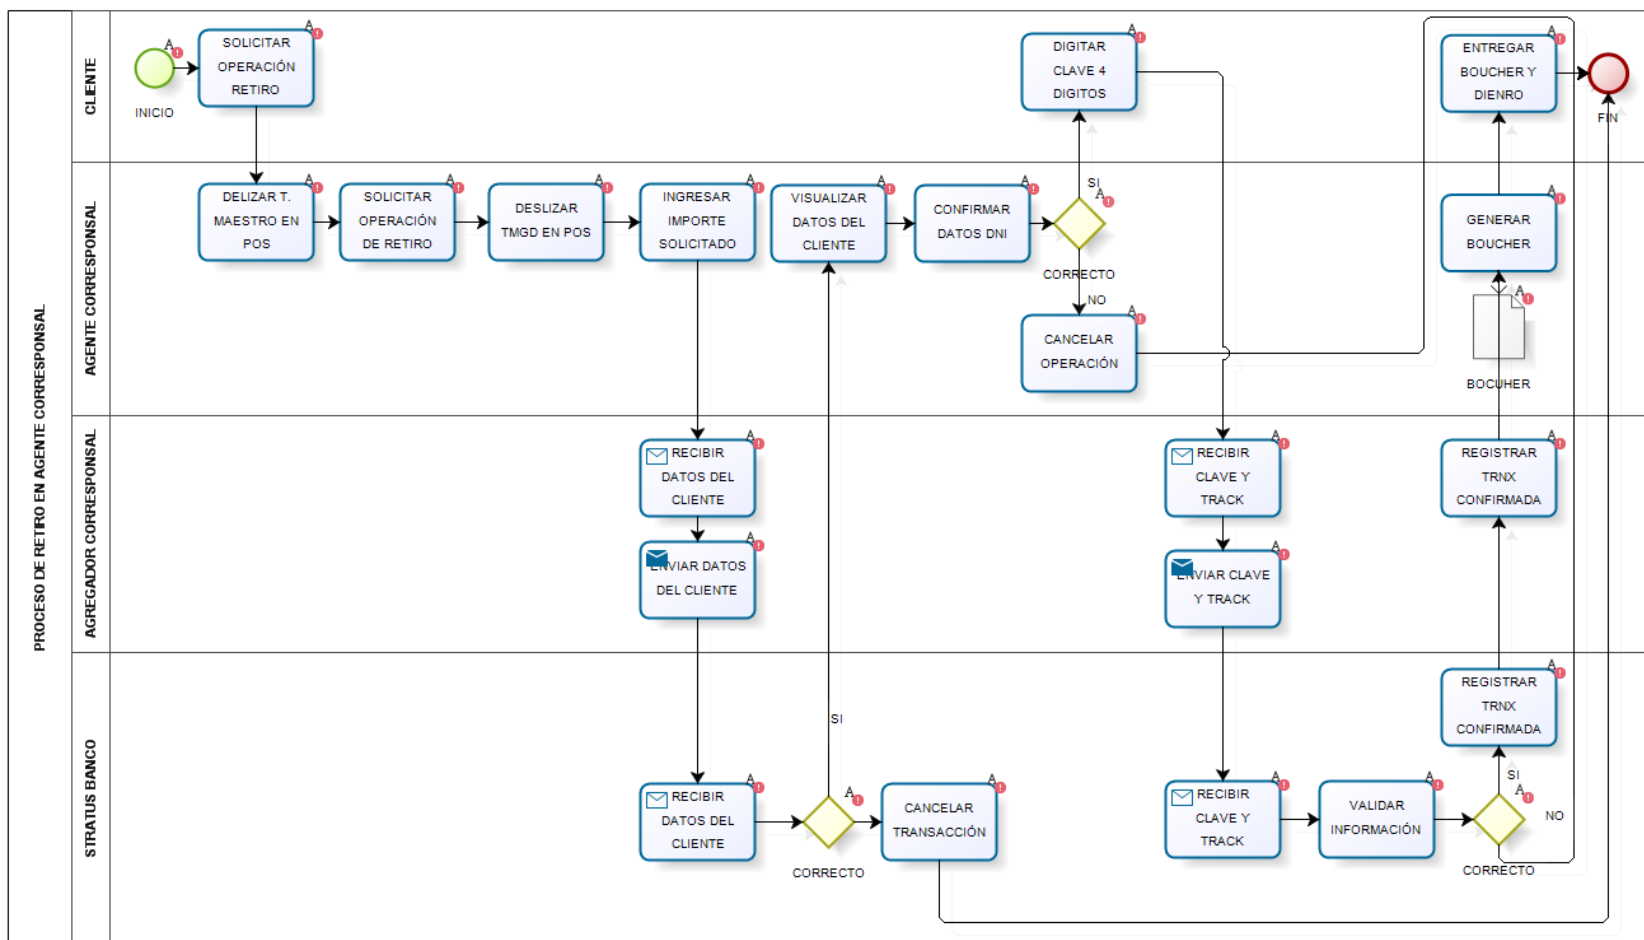 PROCESO DE RETIRO EN AGENTE CORRESPONSAL
CLIENTE
INICIO
SOLICITAR
OPERACIÓN
RETIRO
DIGITAR
CLAVE 4
DIGITOS
ENTREGAR
BOUCHER Y
DIENRO
FIN
AGENTE CORRESPONSAL
DELIZAR T.
MAESTRO EN
POS
SOLICITAR
OPERACIÓN
DE RETIRO
DESLIZAR
TMGD EN POS
INGRESAR
IMPORTE
SOLICITADO
VISUALIZAR
DATOS DEL
CLIENTE
CONFIRMAR
DATOS DNI
SI
CORRECTO
NO
CANCELAR
OPERACIÓN
GENERAR
BOUCHER
BOCUHER
AGREGADOR CORRESPONSAL
RECIBIR
DATOS DEL
CLIENTE
ENVIAR DATOS
DEL CLIENTE
RECIBIR
CLAVE Y
TRACK
ENVIAR CLAVE
Y TRACK
REGISTRAR
TRNX
CONFIRMADA
STRATUS BANCO
RECIBIR
DATOS DEL
CLIENTE
SI
CORRECTO
CANCELAR
TRANSACCIÓN
RECIBIR
CLAVE Y
TRACK
VALIDAR
INFORMACIÓN
REGISTRAR
TRNX
CONFIRMADA
SI
NO
CORRECTO